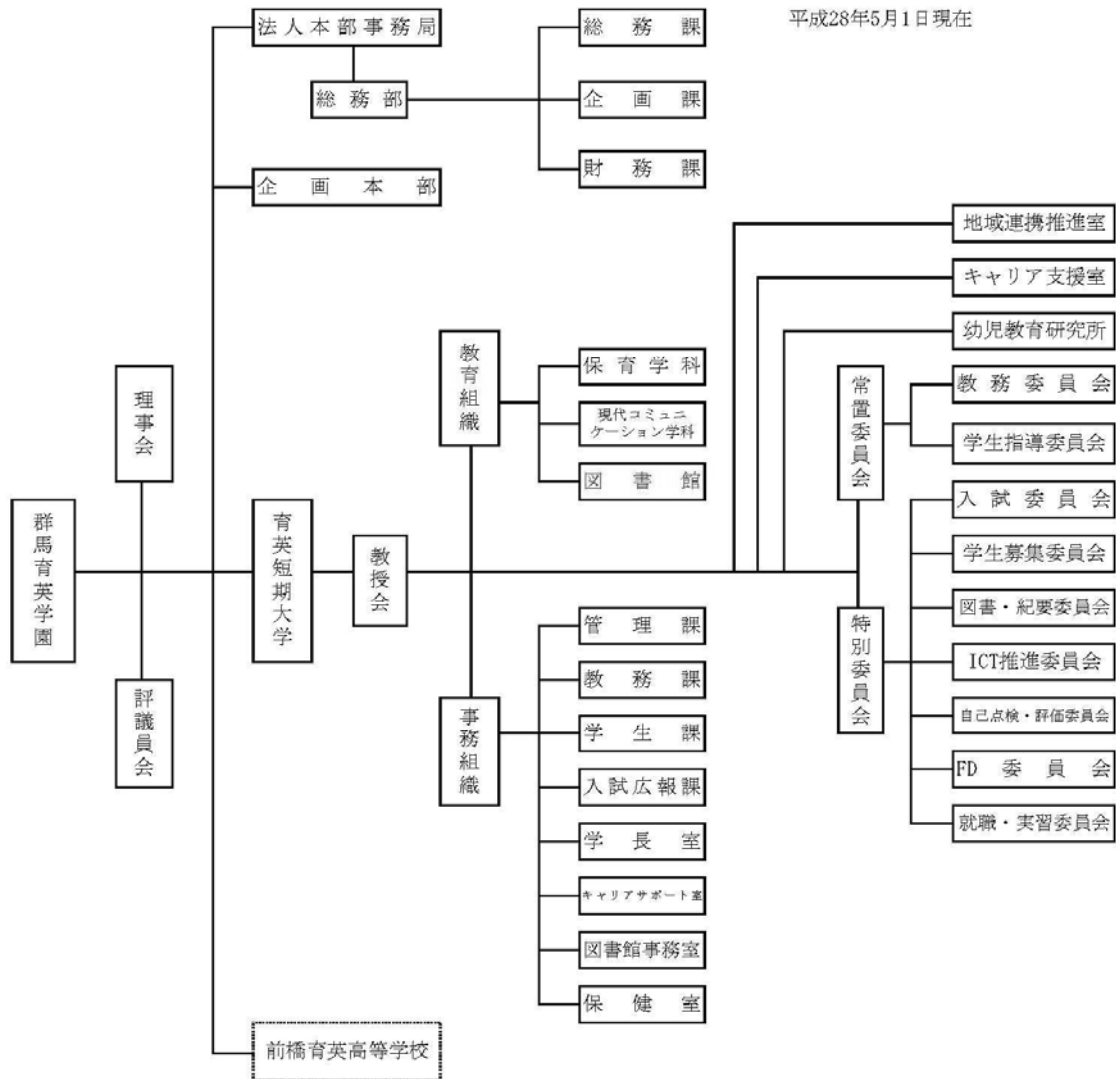 平成28年5月1日現在
法人本部事務局
総務部
総務課
企画課
財務課
企画本部
群馬育英学園
理事会
評議員会
育英短期大学
教授会
教育組織
保育学科
現代コミュニ
ケーション学科
図書館
事務組織
管理課
教務課
学生課
入試広報課
学長室
キャリアサポート室
図書館事務室
保健室
地域連携推進室
キャリア支援室
幼児教育研究所
常置委員会
教務委員会
学生指導委員会
特別委員会
入試委員会
学生募集委員会
図書・紀要委員会
ICT推進委員会
自己点検・評価委員会
FD委員会
就職・実習委員会
前橋育英高等学校